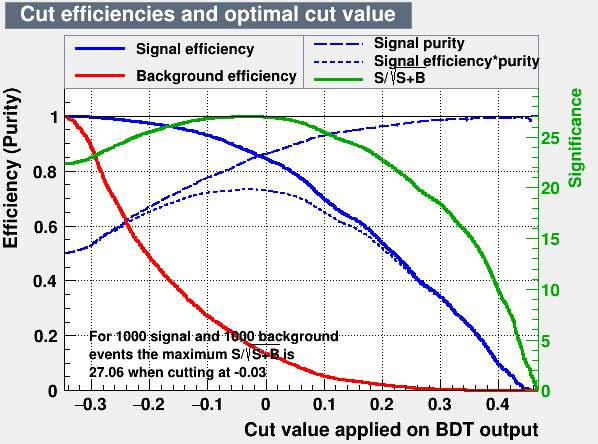 Cut efficiencies and optimal cut value
Signal efficiency
Background efficiency
Signal purity
Signal efficiency*purity
S/√S+B
Efficiency (Purity)
1
0.8
0.6
0.4
0.2
0
Significance
25
20
15
10
5
0
For 1000 signal and 1000 background
events the maximum S/√S+B is
27.06 when cutting at -0.03
−0.3 −0.2 −0.1 0 0.1 0.2 0.3 0.4
Cut value applied on BDT output